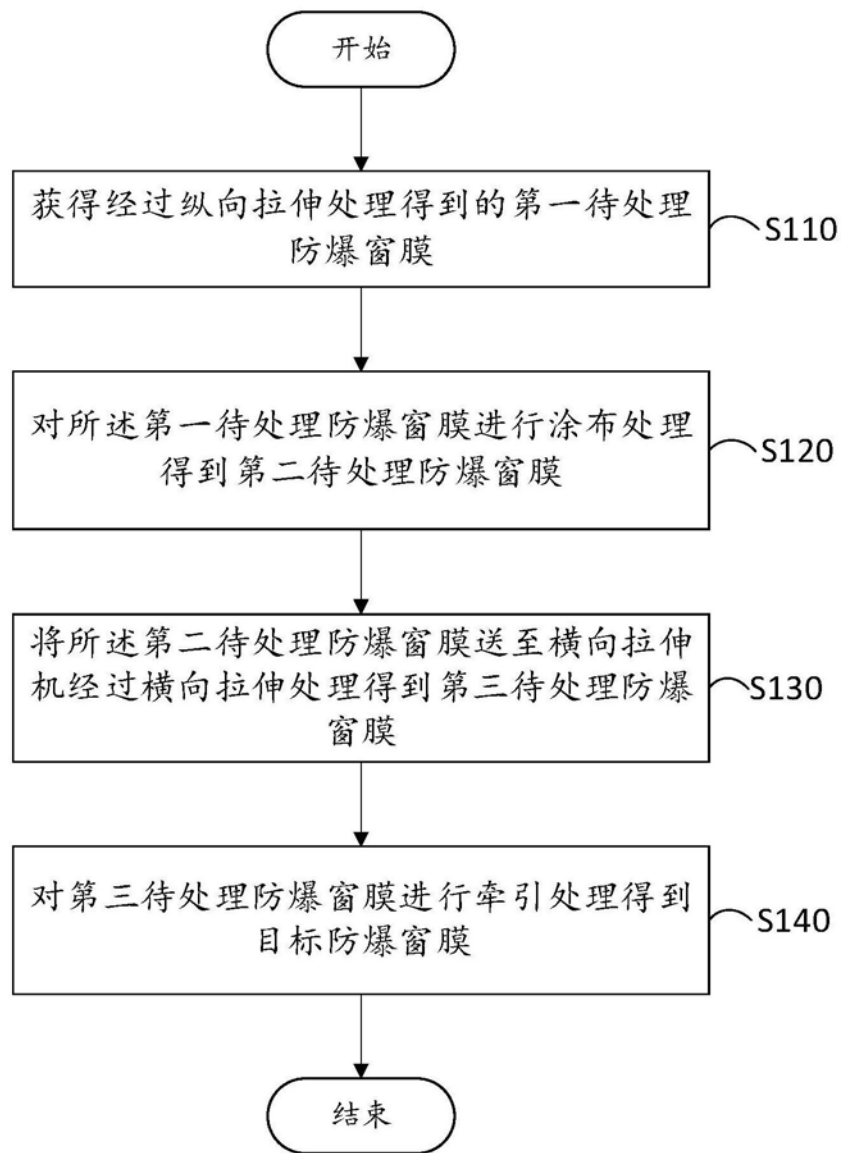 开始
获得经过纵向拉伸处理得到的第一待处理
防爆窗膜
S110
对所述第一待处理防爆窗膜进行涂布处理
得到第二待处理防爆窗膜
S120
将所述第二待处理防爆窗膜送至横向拉伸
机经过横向拉伸处理得到第三待处理防爆
窗膜
S130
对第三待处理防爆窗膜进行牵引处理得到
目标防爆窗膜
S140
结束